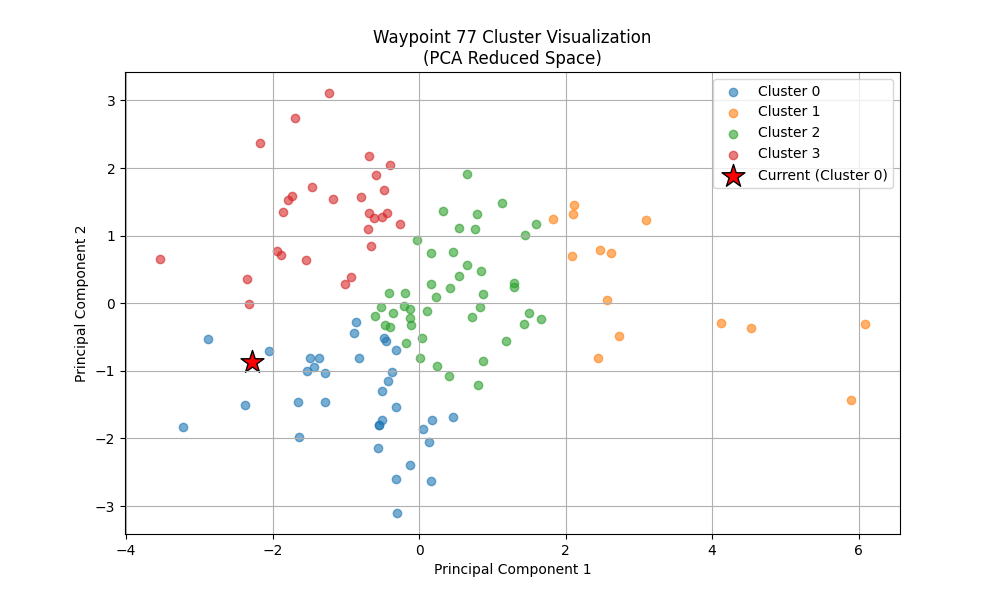 Waypoint 77 Cluster Visualization
(PCA Reduced Space)
Cluster 0
Cluster 1
Cluster 2
Cluster 3
Current (Cluster 0)
Principal Component 2
3
2
1
0
−1
−2
−3
−4
−2
0
2
4
6
Principal Component 1